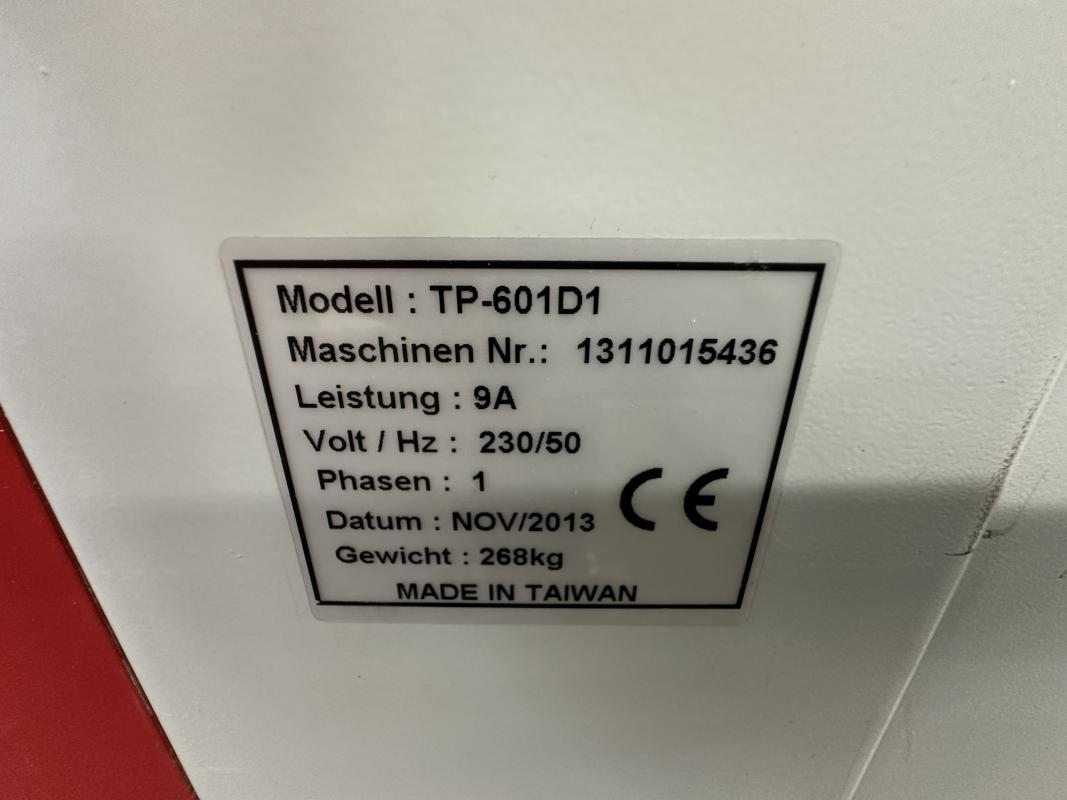 Modell : TP-601D1
Maschinen Nr.: 1311015436
Leistung : 9A
Volt / Hz : 230/50
Phasen : 1
Datum : NOV/2013
CE
Gewicht : 268kg
MADE IN TAIWAN